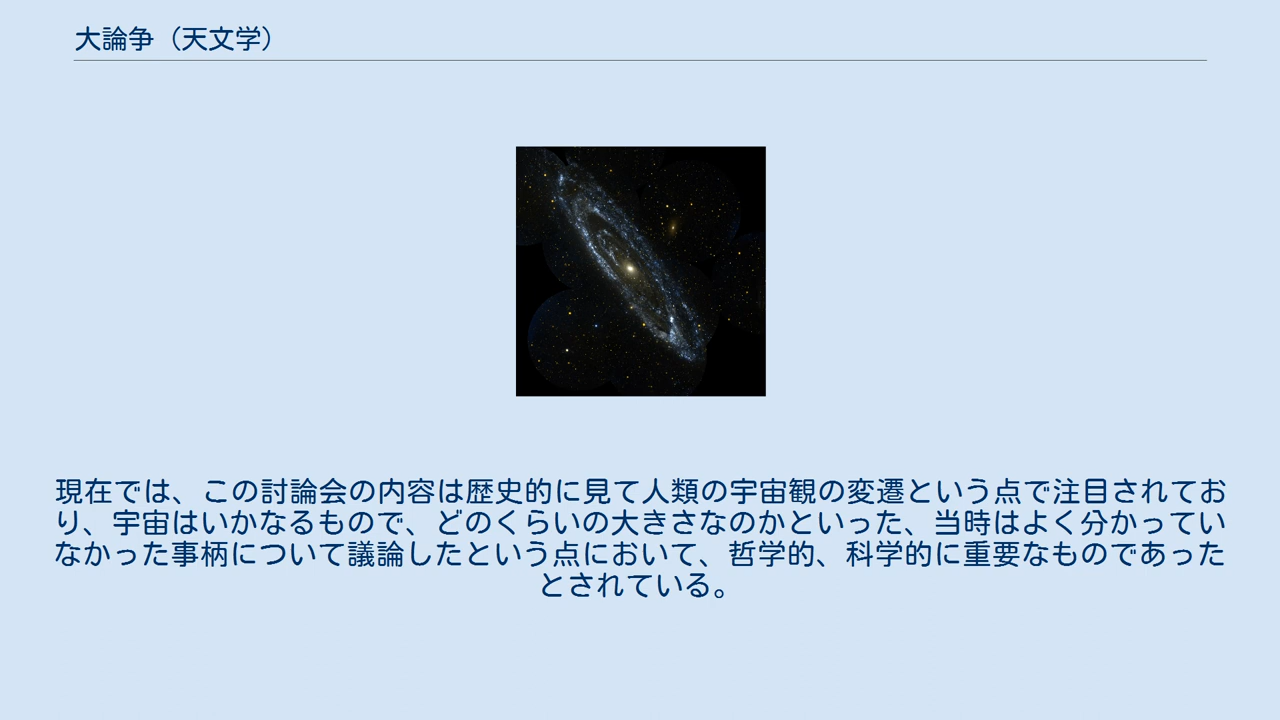 大論争（天文学）
現在では、この討論会の内容は歴史的に見て人類の宇宙観の変遷という点で注目されてお
り、宇宙はいかなるもので、どのくらいの大きさなのかといった、当時はよく分かってい
なかった事柄について議論したという点において、哲学的、科学的に重要なものであった
とされている。